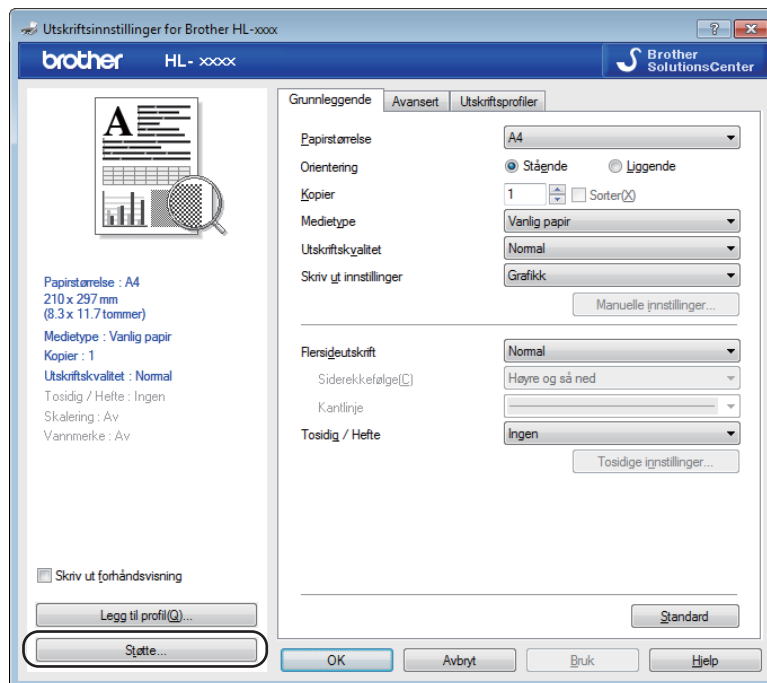 Utskriftsinnstillinger for Brother HL-xxxx
?
brother HL- xxxx
Brother
SolutionsCenter
A
Papirstørrelse : A4
210 x 297 mm
(8.3 x 11.7 tommer)
Medietype : Vanlig papir
Kopier : 1
Utskriftskvalitet : Normal
Tosidig / Hefte : Ingen
Skalering : Av
Vannmerke : Av
Skriv ut forhåndsvisning
Legg til profil(Q)...
Støtte...
Grunnleggende Avansert Utskriftsprofiler
Papirstørrelse A4
Orientering Stående Liggende
Kopier 1 Sorter(X)
Medietype Vanlig papir
Utskriftskvalitet Normal
Skriv ut innstillinger Grafikk
Manuelle innstillinger...
Flersideutskrift Normal
Siderekkefølge(C) Høyre og så ned
Kantlinje
Tosidig / Hefte Ingen
Tosidige innstillinger...
Standard
OK Avbryt Bruk Hjelp